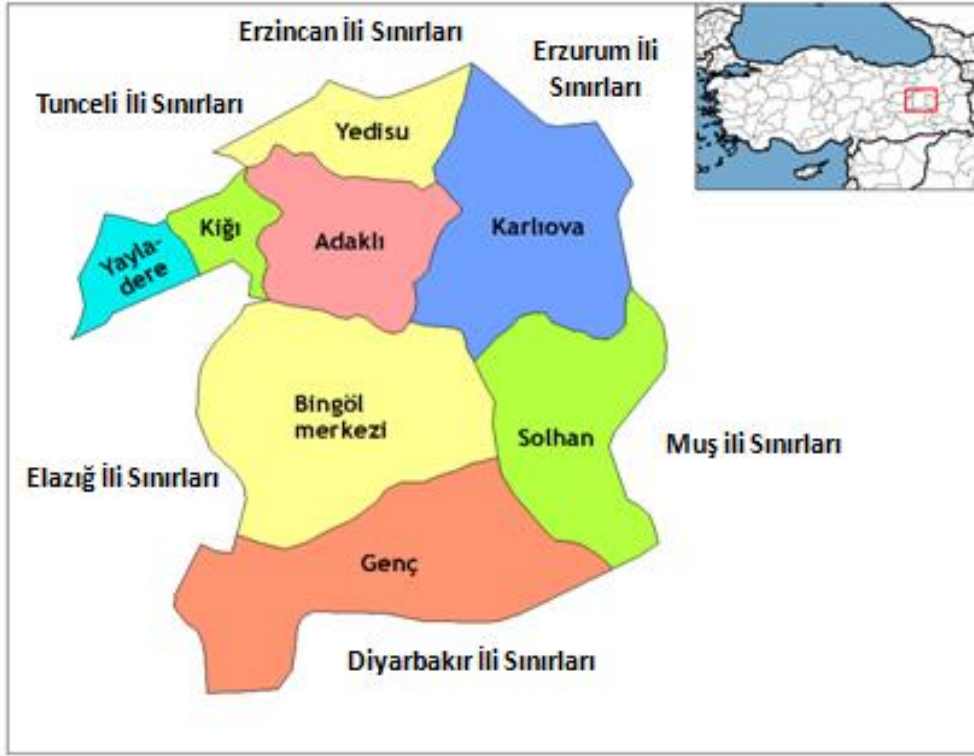 Erzincan İli Sınırları
Erzurum İli
Sınırları
Tunceli İli Sınırları
Yedisu
Kiğı
Adaklı
Karlıova
Yayla-
dere
Bingöl
merkezi
Solhan
Muş ili Sınırları
Elazığ İli Sınırları
Genç
Diyarbakır İli Sınırları